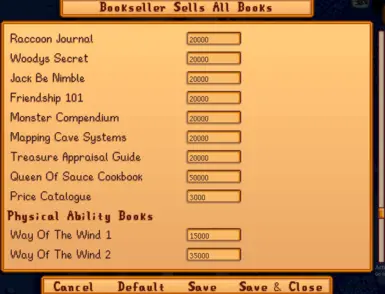 Bookseller Sells All Books
Raccoon Journal 20000
Woodys Secret 20000
Jack Be Nimble 20000
Friendship 101 20000
Monster Compendium 20000
Mapping Cave Systems 20000
Treasure Appraisal Guide 20000
Queen Of Sauce Cookbook 50000
Price Catalogue 3000
Physical Ability Books
Way Of The Wind 1 15000
Way Of The Wind 2 35000
Cancel Default Save Save & Close